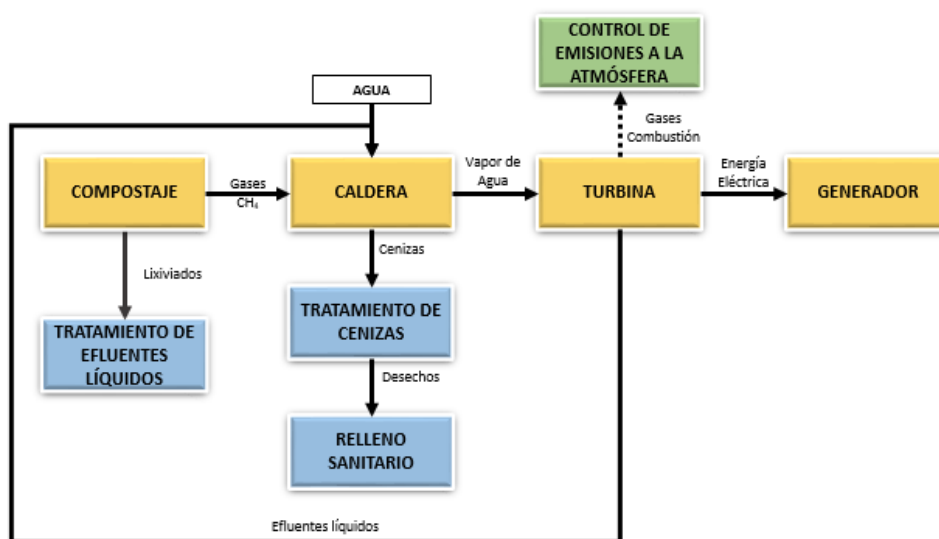 CONTROL DE
EMISIONES A LA
ATMÓSFERA
AGUA
Gases
Combustión
COMPOSTAJE
Gases
CH₄
CALDERA
Vapor de
Agua
TURBINA
Energía
Eléctrica
GENERADOR
Lixiviados
Cenizas
TRATAMIENTO DE
EFLUENTES
LÍQUIDOS
TRATAMIENTO DE
CENIZAS
Desechos
RELLENO
SANITARIO
Efluentes líquidos